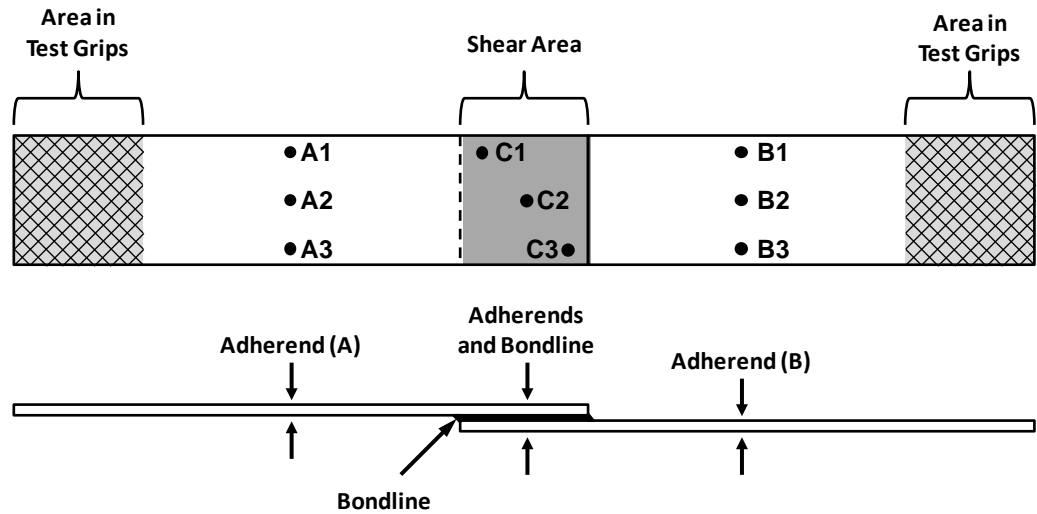 Area in
Test Grips
Shear Area
Area in
Test Grips
A1
C1
B1
A2
C2
B2
A3
C3
B3
Adherend (A)
Adherends
and Bondline
Adherend (B)
Bondline